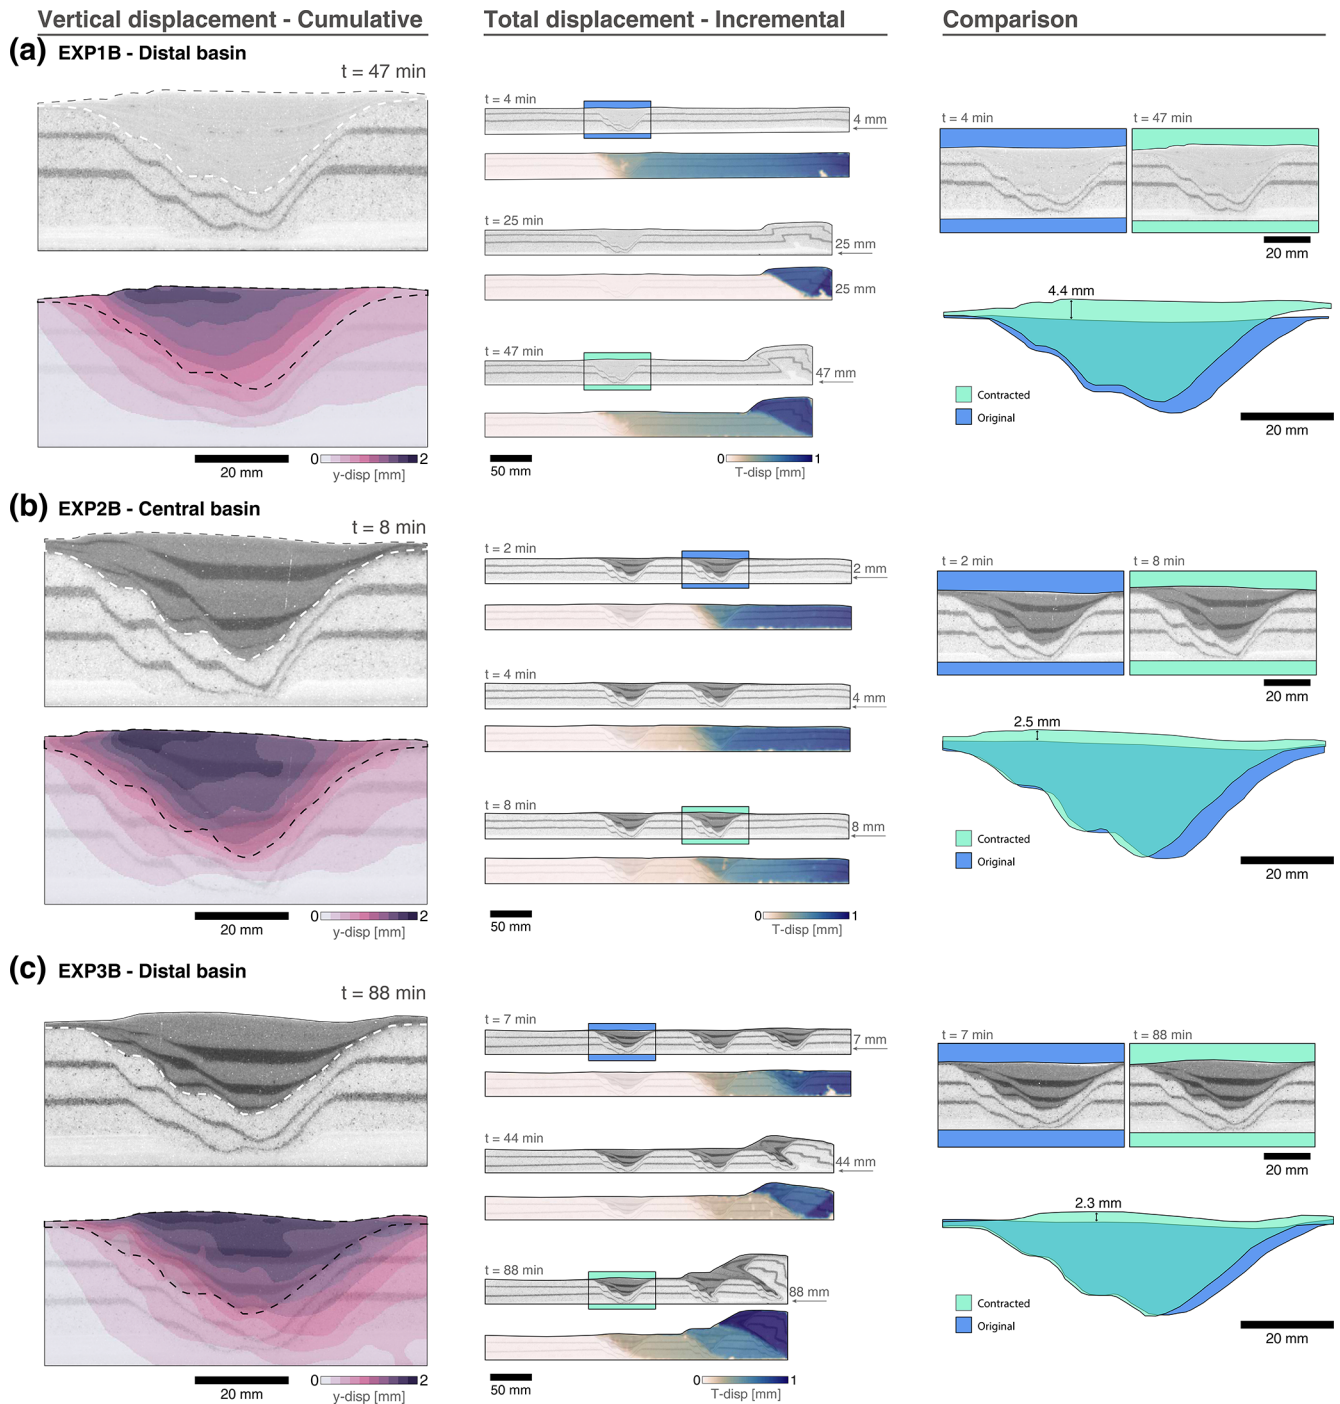 Vertical displacement - Cumulative
Total displacement - Incremental
Comparison
(a) EXP1B - Distal basin
t = 47 min
t = 4 min
4 mm
t = 25 min
25 mm
25 mm
t = 47 min
47 mm
t = 4 min
t = 47 min
20 mm
4.4 mm
Contracted
Original
20 mm
20 mm
0 2
y-disp [mm]
50 mm
0 1
T-disp [mm]
(b) EXP2B - Central basin
t = 8 min
t = 2 min
2 mm
t = 4 min
4 mm
t = 8 min
8 mm
t = 2 min
t = 8 min
20 mm
2.5 mm
Contracted
Original
20 mm
20 mm
0 2
y-disp [mm]
50 mm
0 1
T-disp [mm]
(c) EXP3B - Distal basin
t = 88 min
t = 7 min
7 mm
t = 44 min
44 mm
t = 88 min
88 mm
t = 7 min
t = 88 min
20 mm
2.3 mm
Contracted
Original
20 mm
20 mm
0 2
y-disp [mm]
50 mm
0 1
T-disp [mm]